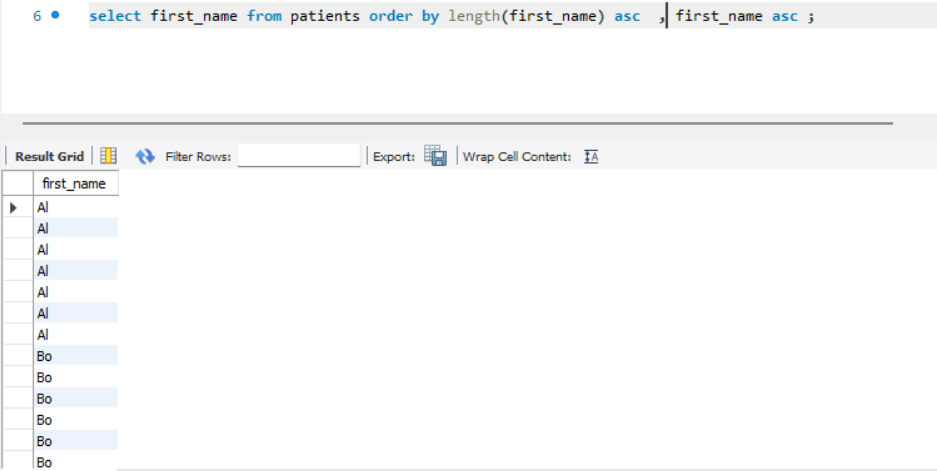 6 select first_name from patients order by length(first_name) asc , first_name asc ;
Result Grid Filter Rows: Export: Wrap Cell Content: IA
first_name
Al
Al
Al
Al
Al
Al
Al
Bo
Bo
Bo
Bo
Bo
Bo